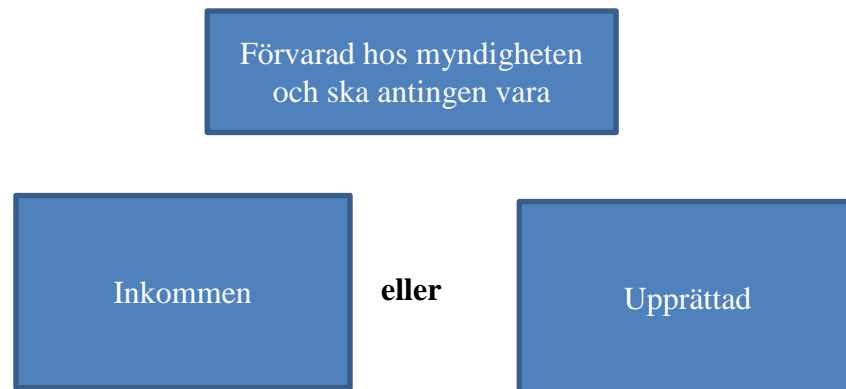 Förvarad hos myndigheten
och ska antingen vara
Inkommen
eller
Upprättad